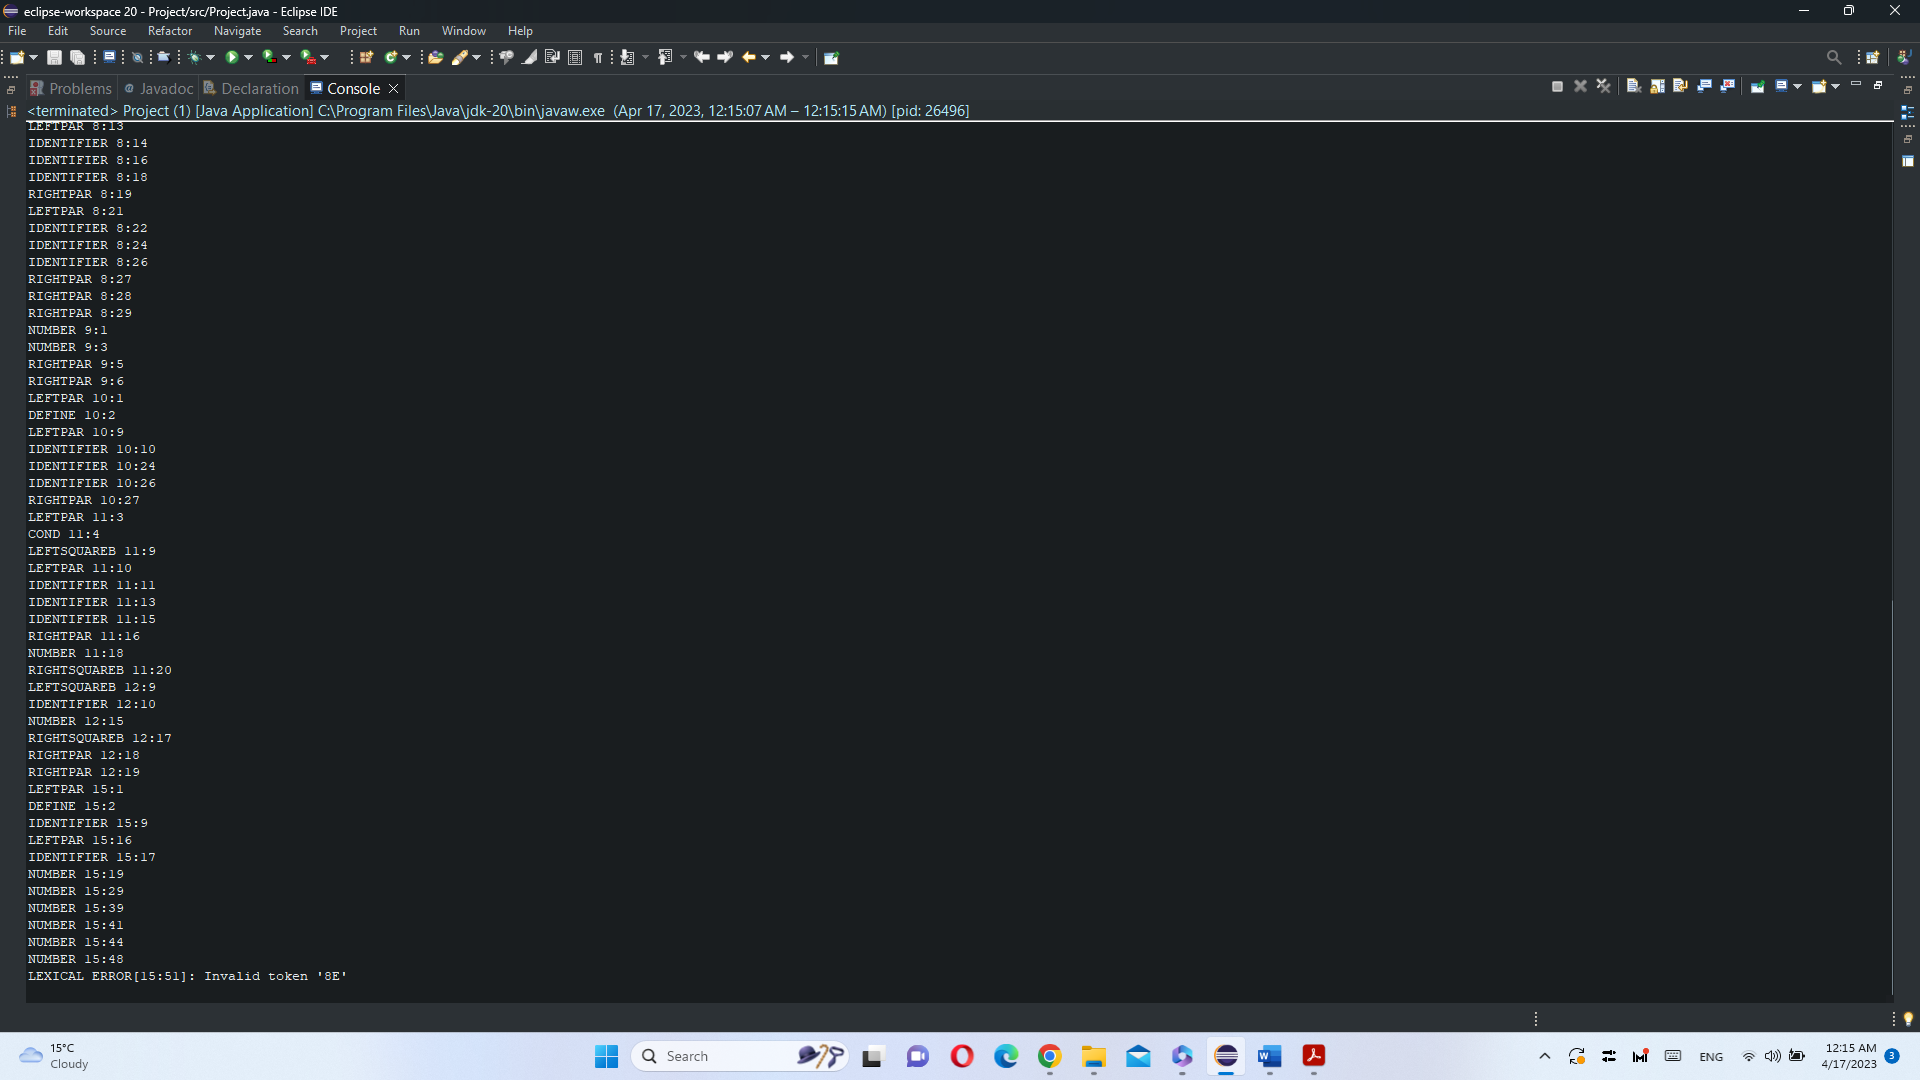 eclipse-workspace 20 - Project/src/Project.java - Eclipse IDE
File Edit Source Refactor Navigate Search Project Run Window Help
Problems Javadoc Declaration Console
<terminated> Project (1) [Java Application] C:\Program Files\Java\jdk-20\bin\javaw.exe (Apr 17, 2023, 12:15:07 AM – 12:15:15 AM) [pid: 26496]
LEFTPAR 8:13
IDENTIFIER 8:14
IDENTIFIER 8:16
IDENTIFIER 8:18
RIGHTPAR 8:19
LEFTPAR 8:21
IDENTIFIER 8:22
IDENTIFIER 8:24
IDENTIFIER 8:26
RIGHTPAR 8:27
RIGHTPAR 8:28
RIGHTPAR 8:29
NUMBER 9:1
NUMBER 9:3
RIGHTPAR 9:5
RIGHTPAR 9:6
LEFTPAR 10:1
DEFINE 10:2
LEFTPAR 10:9
IDENTIFIER 10:10
IDENTIFIER 10:24
IDENTIFIER 10:26
RIGHTPAR 10:27
LEFTPAR 11:3
COND 11:4
LEFTSQUAREB 11:9
LEFTPAR 11:10
IDENTIFIER 11:11
IDENTIFIER 11:13
IDENTIFIER 11:15
RIGHTPAR 11:16
NUMBER 11:18
RIGHTSQUAREB 11:20
LEFTSQUAREB 12:9
IDENTIFIER 12:10
NUMBER 12:15
RIGHTSQUAREB 12:17
RIGHTPAR 12:18
RIGHTPAR 12:19
LEFTPAR 15:1
DEFINE 15:2
IDENTIFIER 15:9
LEFTPAR 15:16
IDENTIFIER 15:17
NUMBER 15:19
NUMBER 15:29
NUMBER 15:39
NUMBER 15:41
NUMBER 15:44
NUMBER 15:48
LEXICAL ERROR[15:51]: Invalid token '8E'
15°C
Cloudy
Search
ENG
12:15 AM
4/17/2023
3